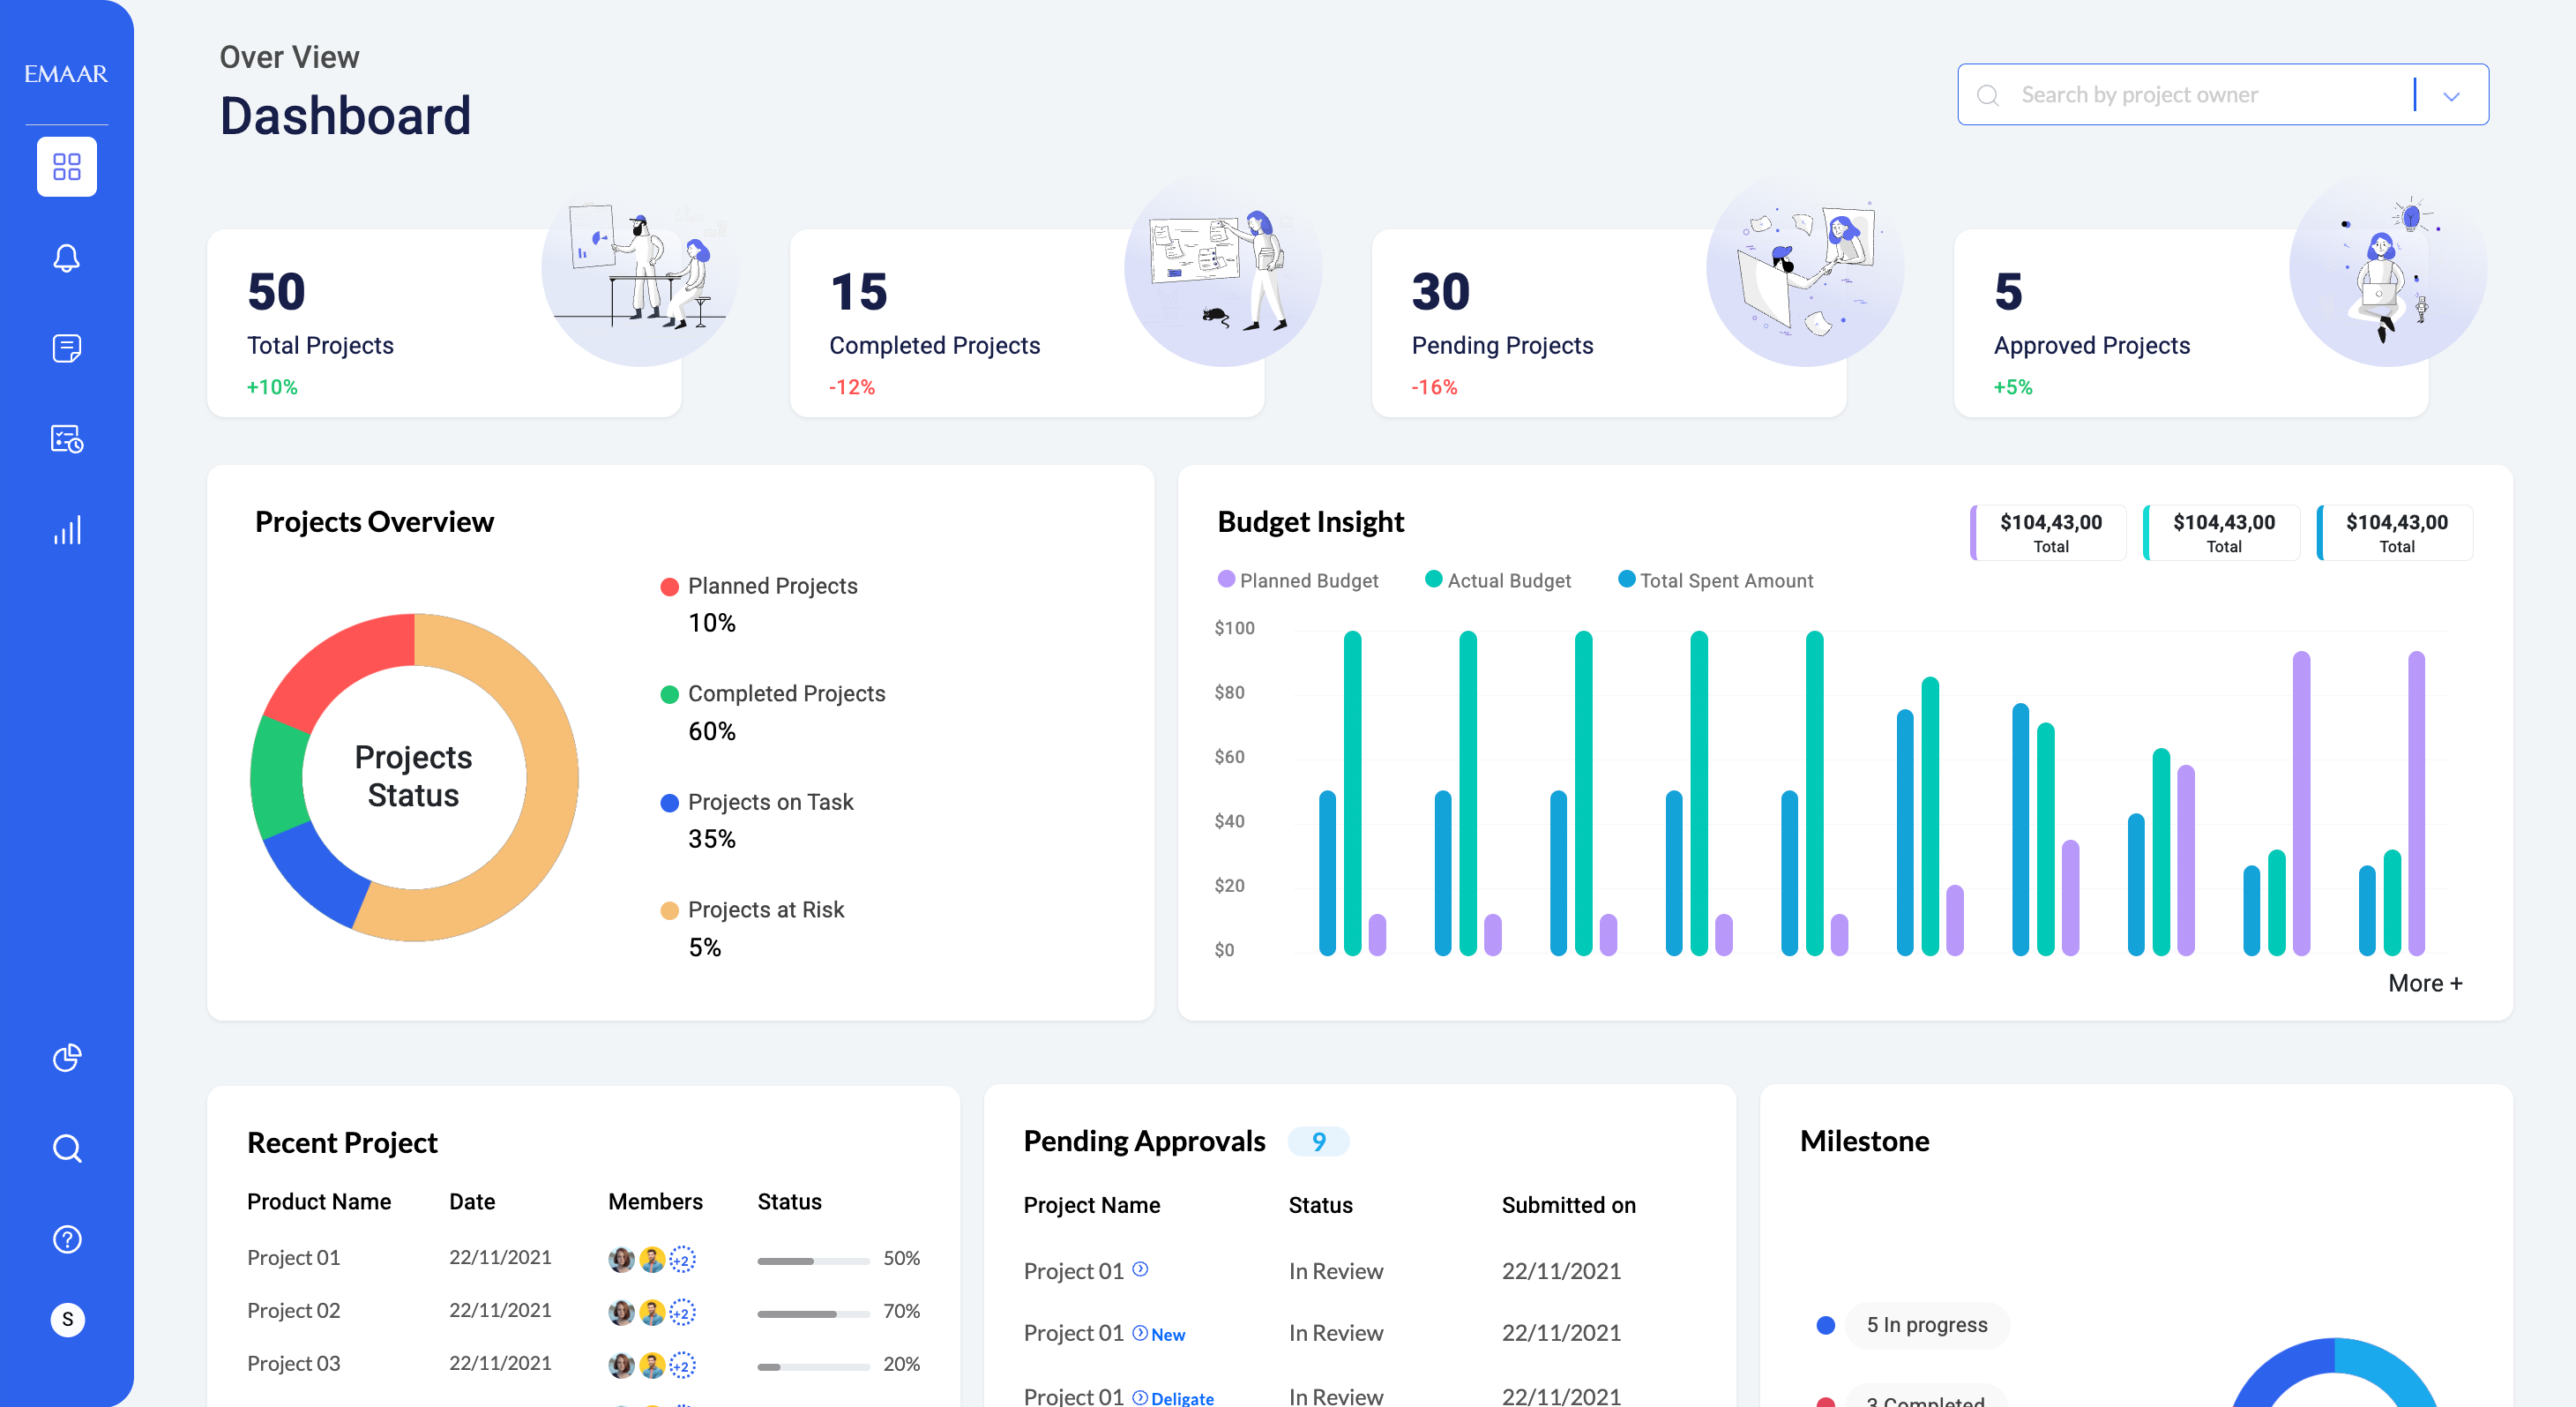 EMAAR
Over View
Dashboard
Search by project owner
50
Total Projects
+10%
15
Completed Projects
-12%
30
Pending Projects
-16%
5
Approved Projects
+5%
Projects Overview
Projects
Status
Planned Projects
10%
Completed Projects
60%
Projects on Task
35%
Projects at Risk
5%
Budget Insight
$104,43,00
Total
$104,43,00
Total
$104,43,00
Total
Planned Budget
Actual Budget
Total Spent Amount
$100
$80
$60
$40
$20
$0
More +
Recent Project
Product Name Date Members Status
Project 01 22/11/2021 +2 50%
Project 02 22/11/2021 +2 70%
Project 03 22/11/2021 +2 20%
Pending Approvals 9
Project Name Status Submitted on
Project 01 In Review 22/11/2021
Project 01 New In Review 22/11/2021
Project 01 Deligate In Review 22/11/2021
Milestone
5 In progress
3 Completed
?
S